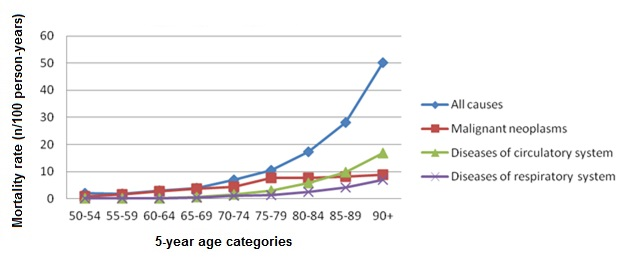 Mortality rate (n/100 person-years)
60
50
40
30
20
10
0
50-54 55-59 60-64 65-69 70-74 75-79 80-84 85-89 90+
5-year age categories
All causes
Malignant neoplasms
Diseases of circulatory system
Diseases of respiratory system